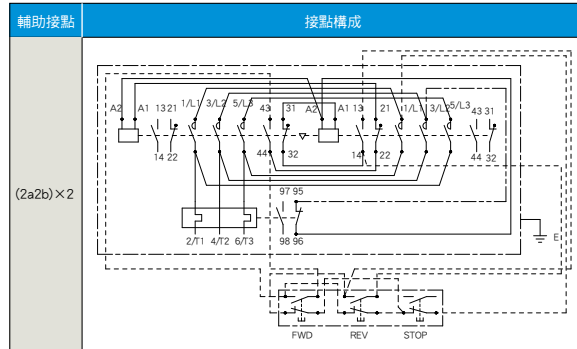 輔助接點
接點構成
(2a2b)×2
A2 A1 13 21 1/L1 3/L2 5/L3 43 31 A2 A1 13 21 1/L1 3/L2 5/L3 43 31
14 22 44 32 14 22 44 32
97 95
98 96
2/T1 4/T2 6/T3
E
FWD REV STOP